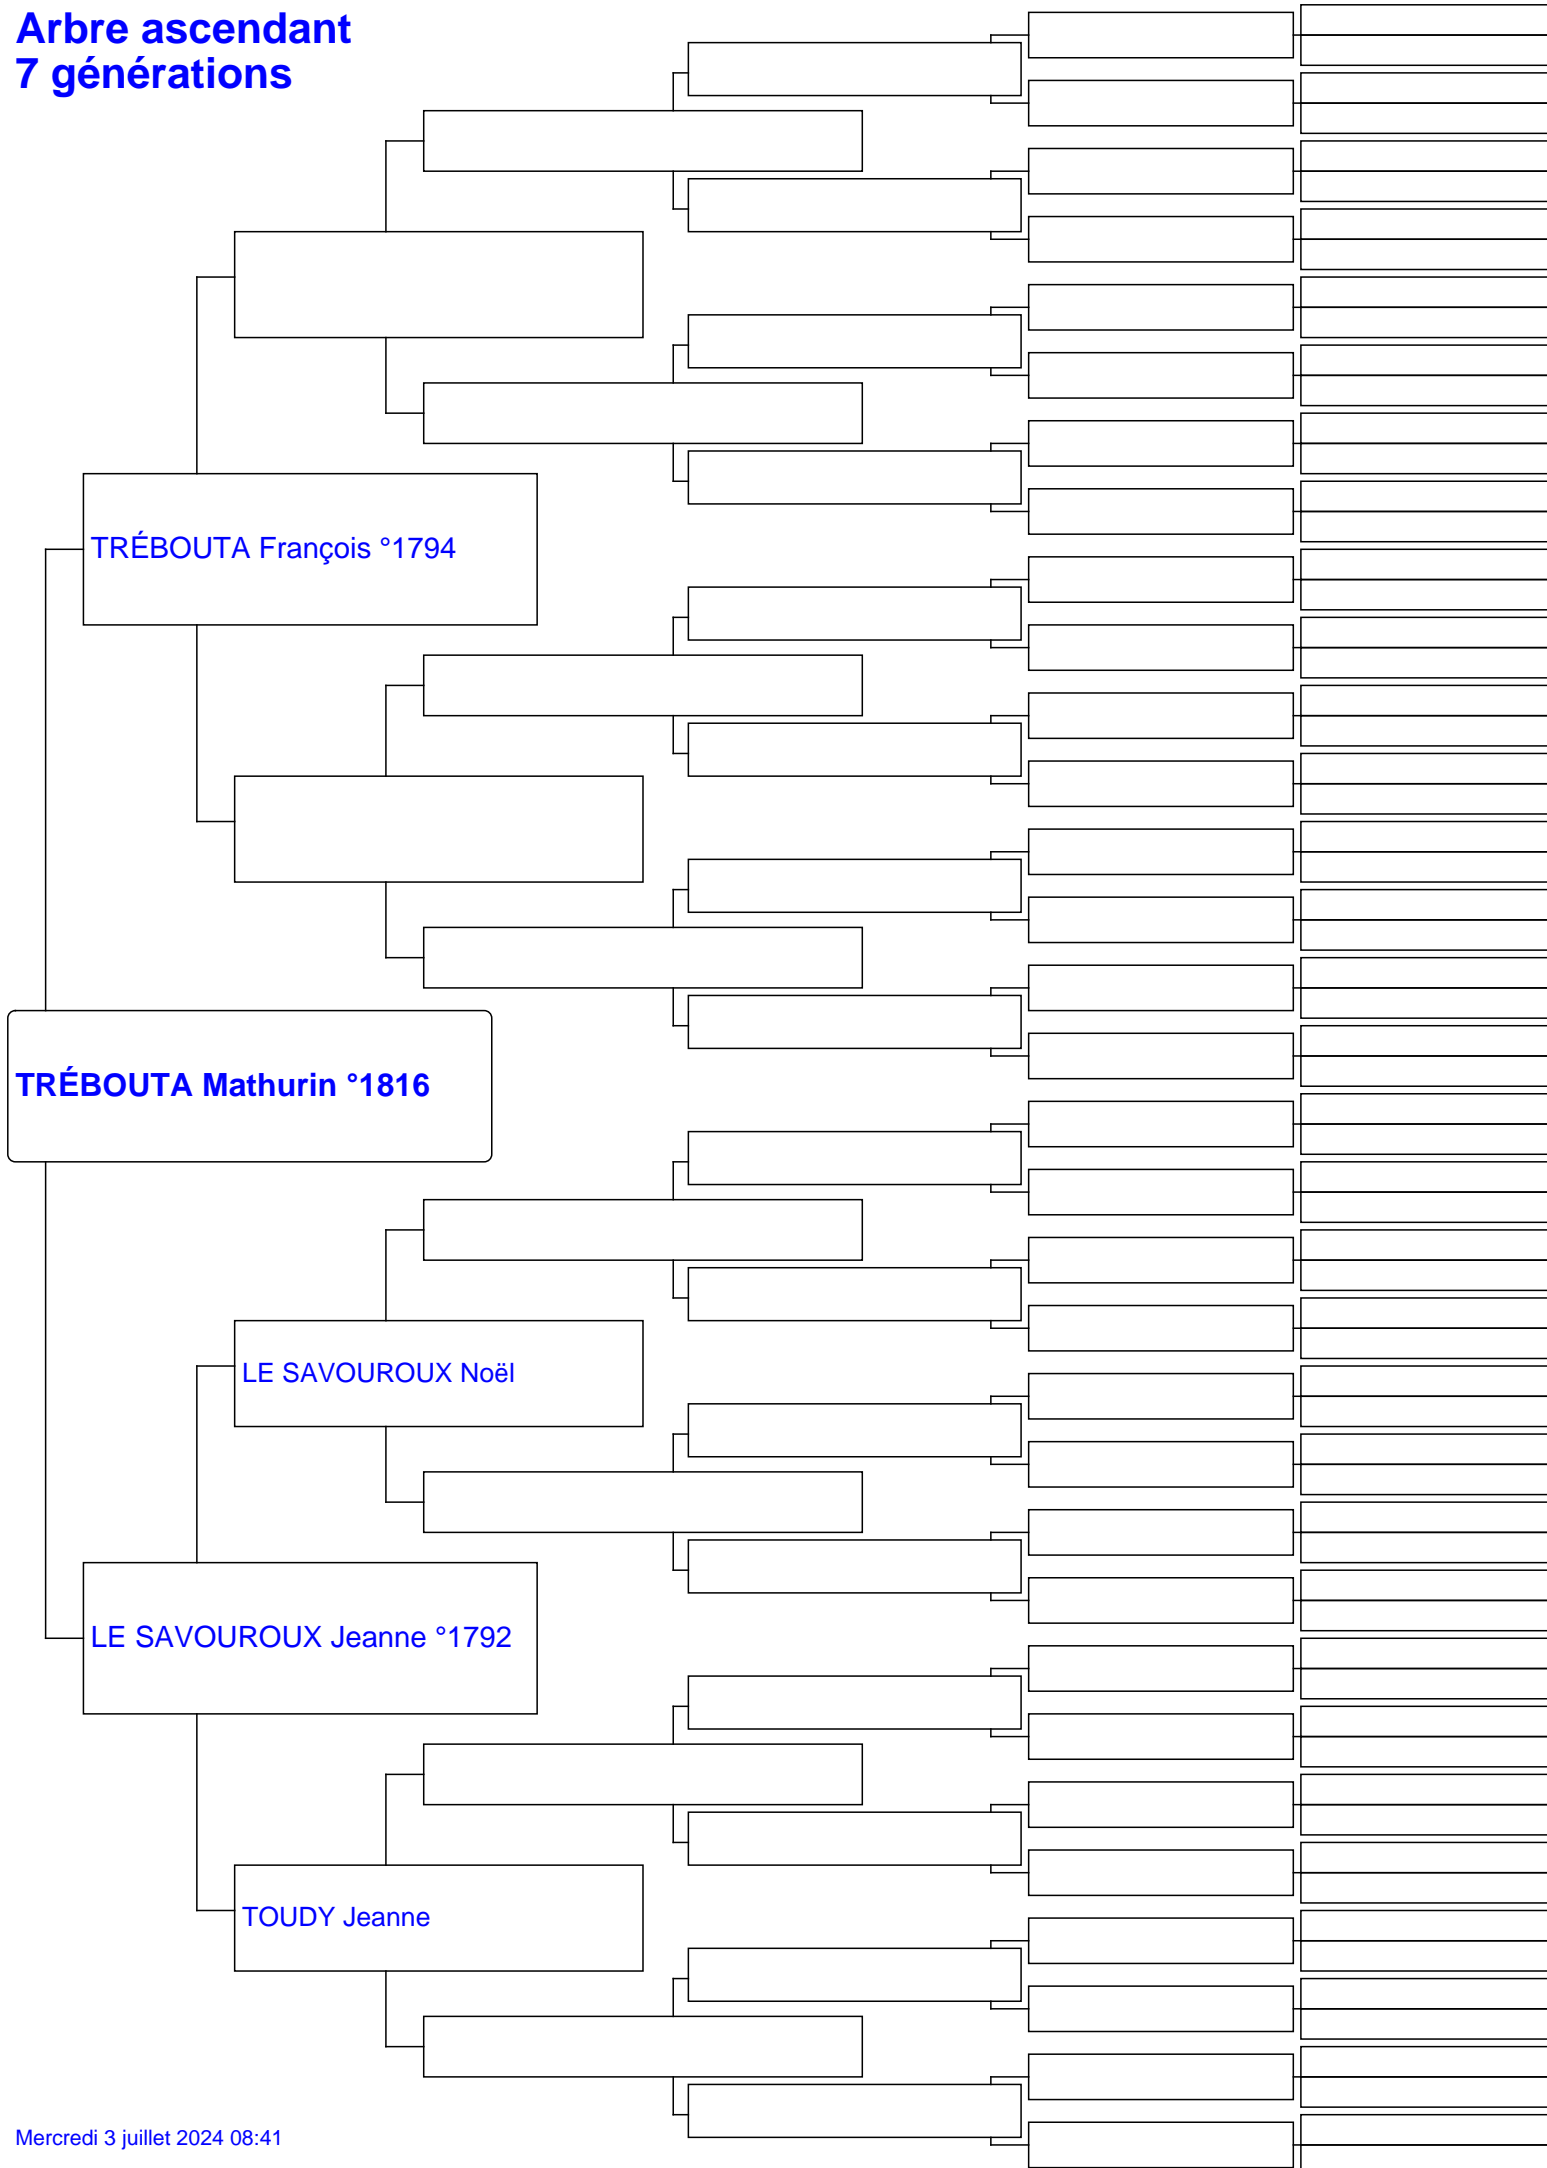 Arbre ascendant
7 générations
TRÉBOUTA François °1794
TRÉBOUTA Mathurin °1816
LE SAVOUROUX Noël
LE SAVOUROUX Jeanne °1792
TOUDY Jeanne
Mercredi 3 juillet 2024 08:41